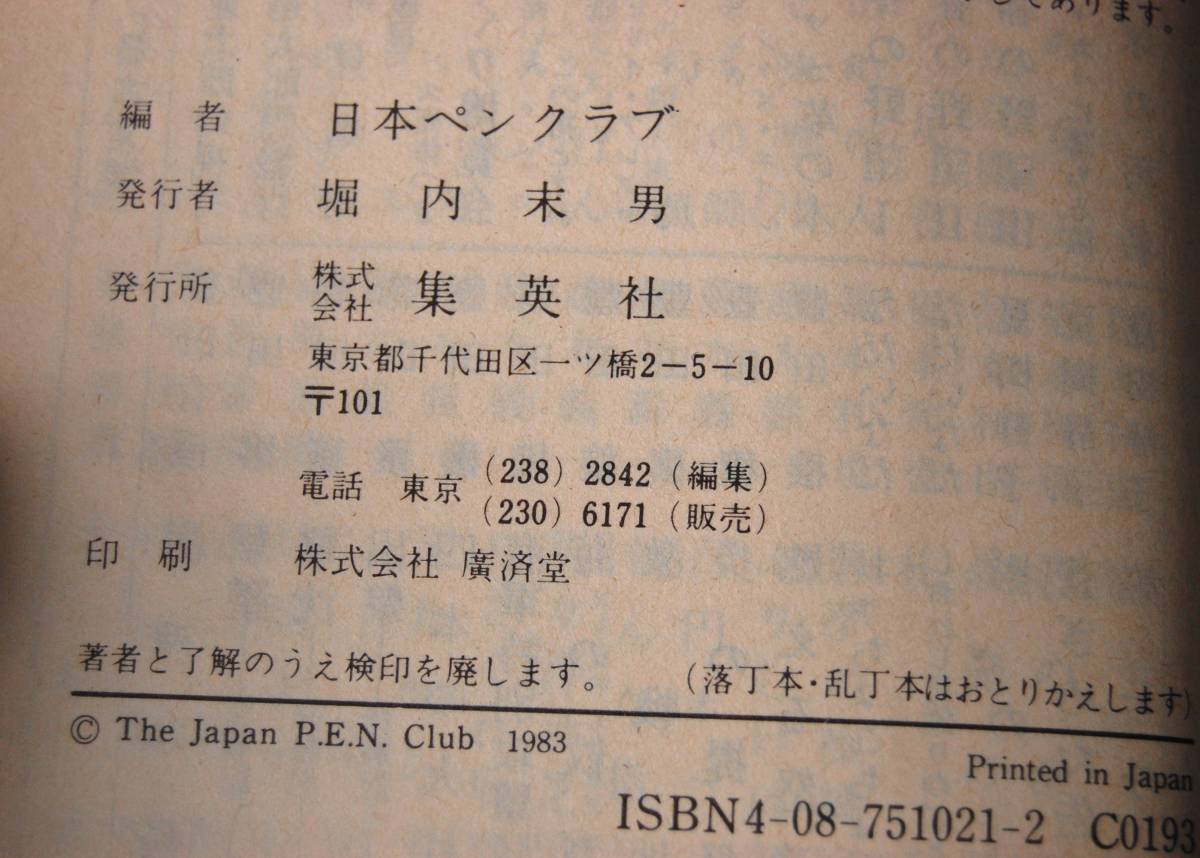 てあります。
編者 日本ペンクラブ
発行者 堀内末男
発行所 株式会社 集英社
東京都千代田区一ツ橋2-5-10
〒101
電話 東京 (238) 2842 (編集)
(230) 6171 (販売)
印刷 株式会社 廣済堂
著者と了解のうえ検印を廃します。 (落丁本・乱丁本はおとりかえします)
© The Japan P.E.N. Club 1983
Printed in Japan
ISBN4-08-751021-2 C0193